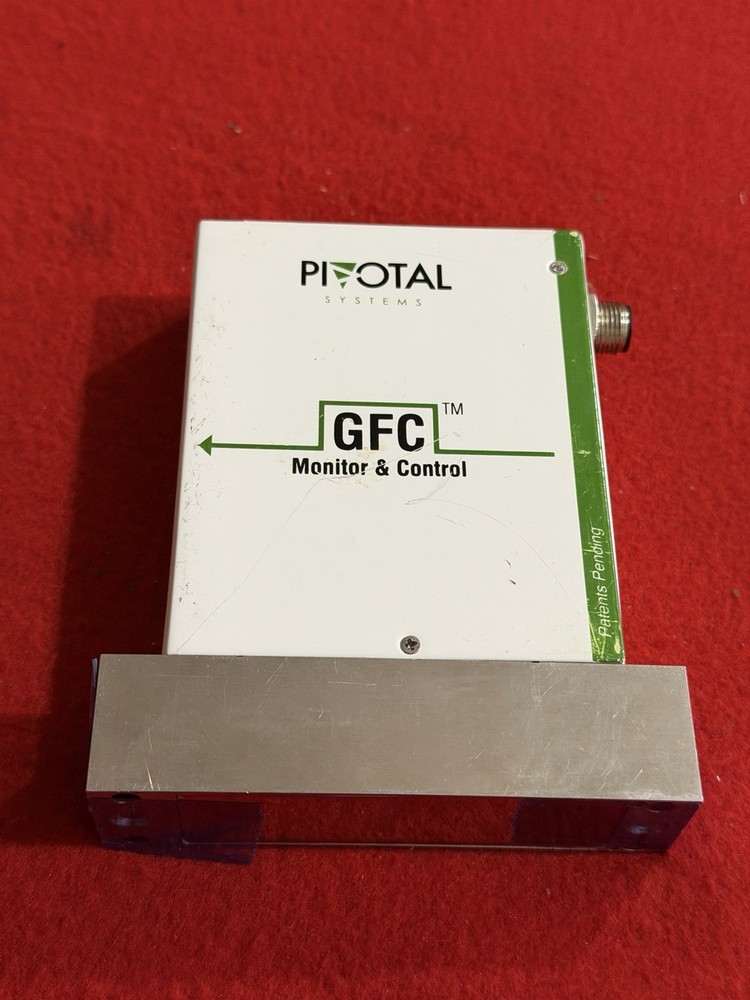 PIVOTAL
SYSTEMS
GFC™
Monitor & Control
Patents Pending